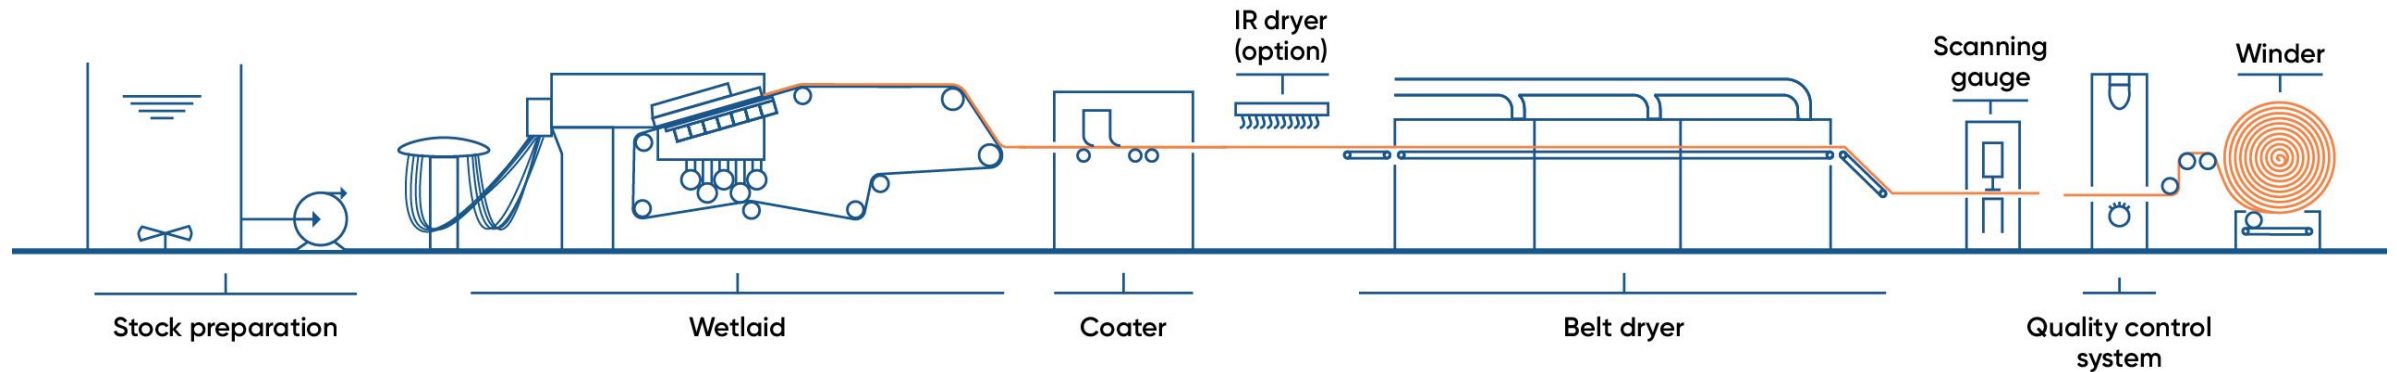 IR dryer
(option)
Scanning
gauge
Winder
Stock preparation
Wetlaid
Coater
Belt dryer
Quality control
system